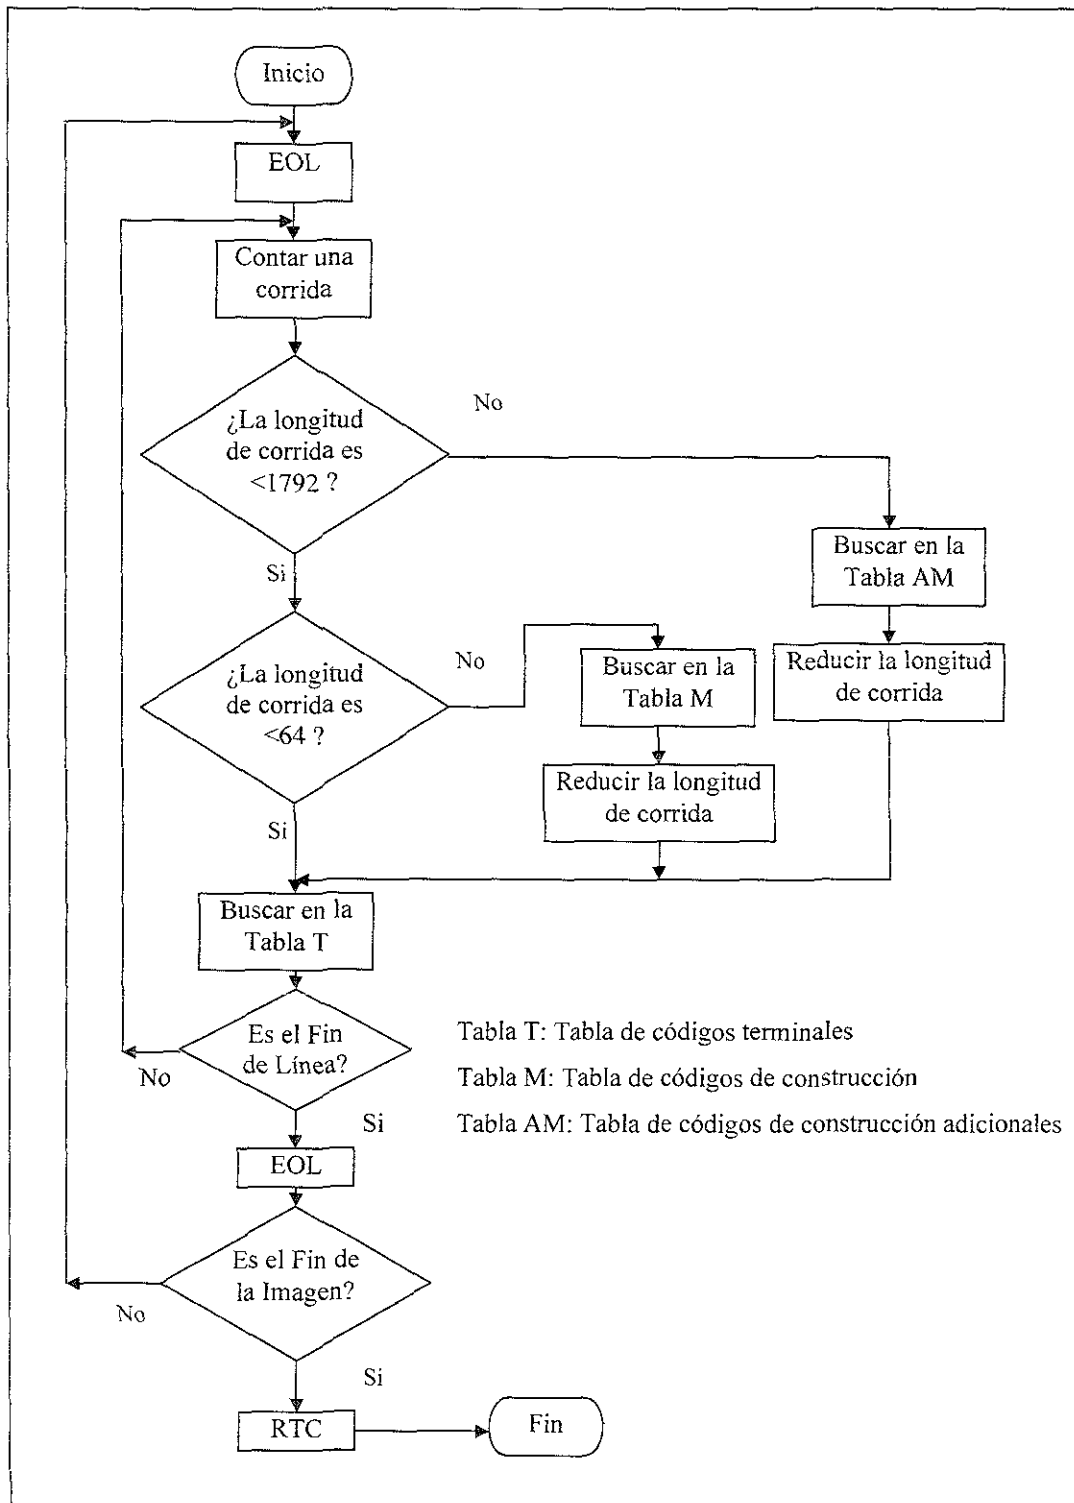 Inicio
EOL
Contar una
corrida
¿La longitud
de corrida es
<1792 ?
No
Si
Buscar en la
Tabla AM
Reducir la longitud
de corrida
¿La longitud
de corrida es
<64 ?
No
Buscar en la
Tabla M
Reducir la longitud
de corrida
Si
Buscar en la
Tabla T
Es el Fin
de Línea?
No
Si
Tabla T: Tabla de códigos terminales
Tabla M: Tabla de códigos de construcción
Tabla AM: Tabla de códigos de construcción adicionales
EOL
Es el Fin de
la Imagen?
No
Si
RTC
Fin